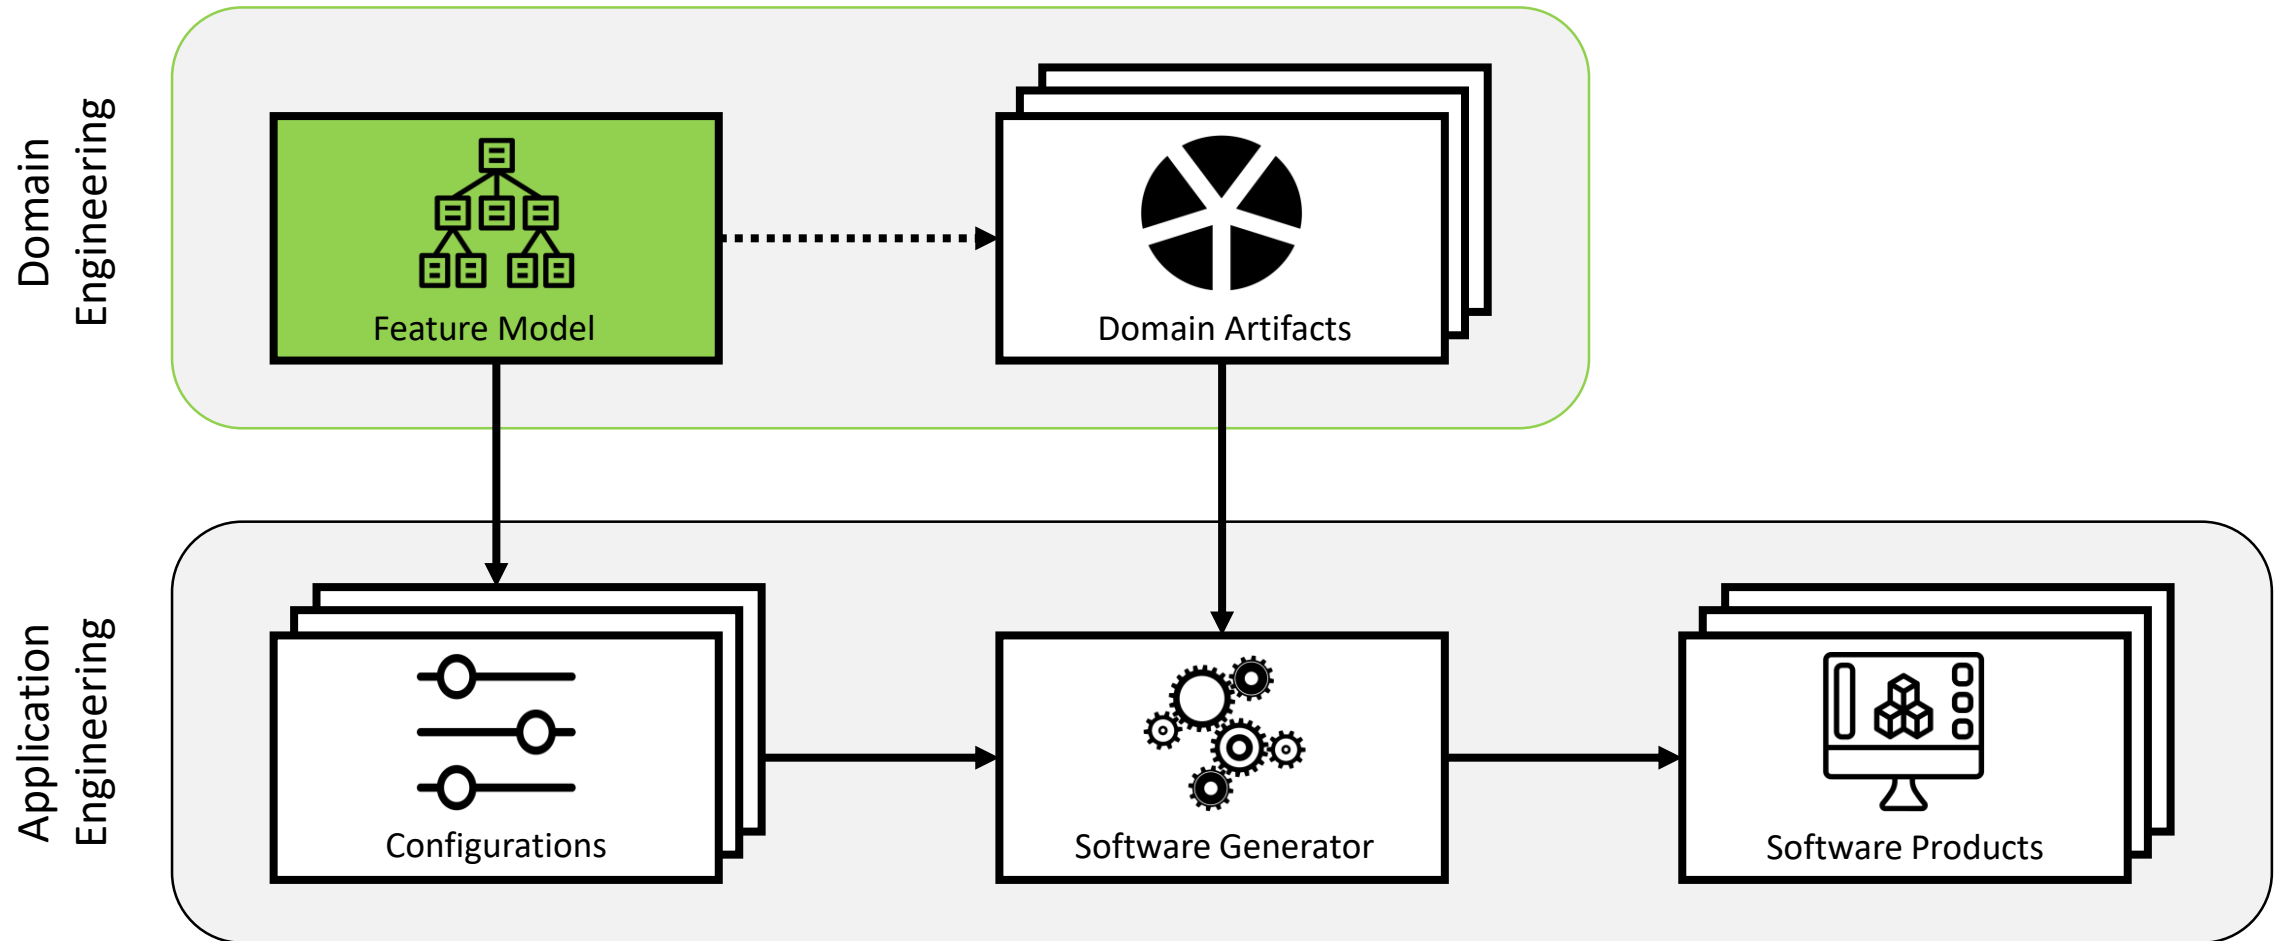 Domain
Engineering
Feature Model
Domain Artifacts
Application
Engineering
Configurations
Software Generator
Software Products